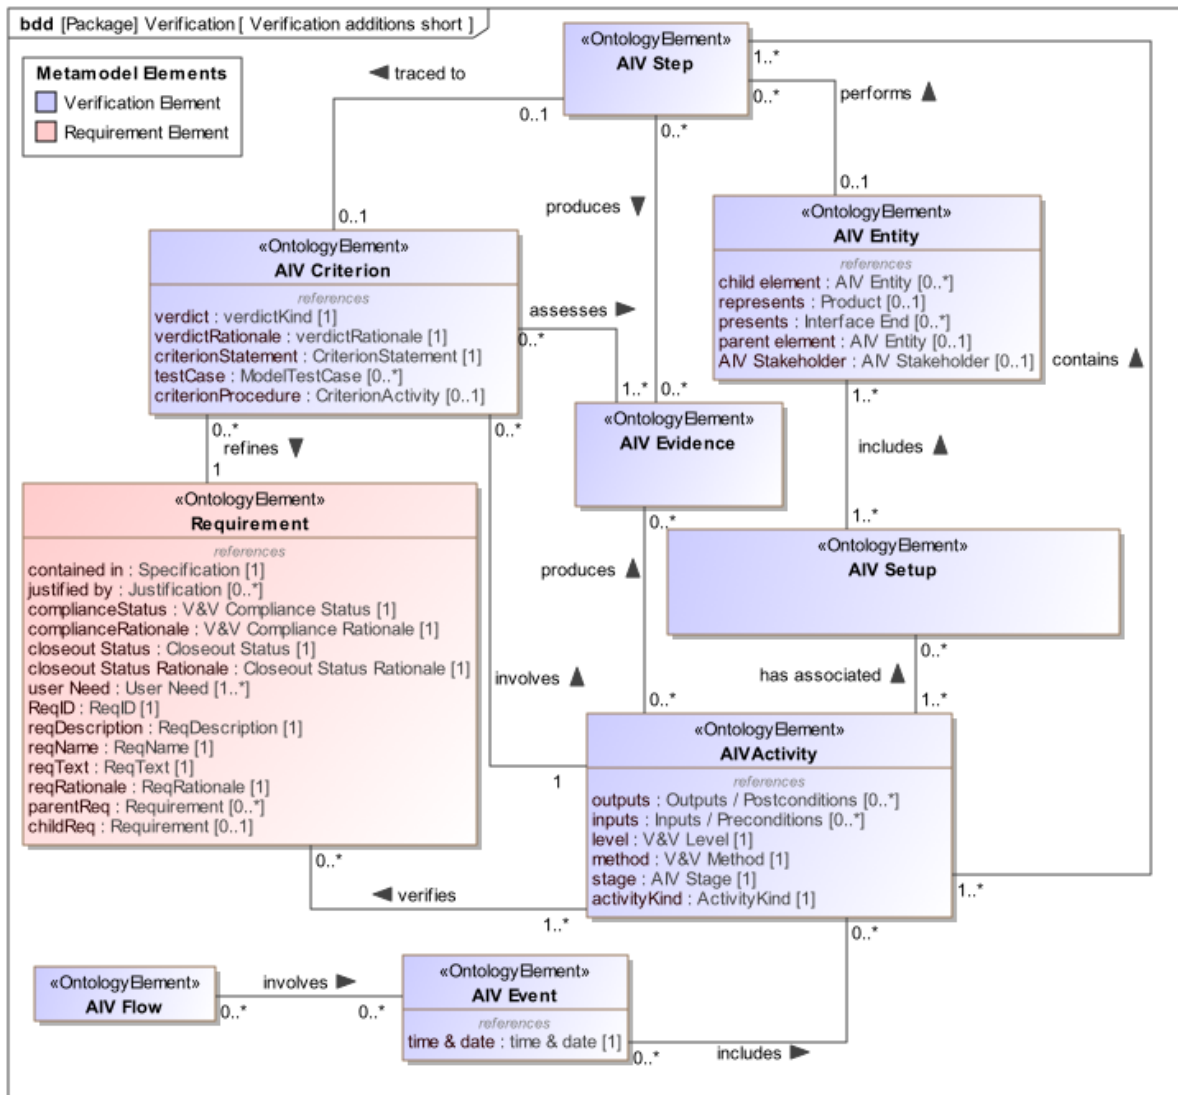 bdd [Package] Verification [ Verification additions short ]
Metamodel Elements
Verification Element
Requirement Element
«OntologyElement»
AIV Step
1..*
0..*
traced to
0..1
0..*
performs
0..1
0..1
produces
«OntologyElement»
AIV Criterion
references
verdict : verdictKind [1]
verdictRationale : verdictRationale [1]
criterionStatement : CriterionStatement [1]
testCase : ModelTestCase [0..*]
criterionProcedure : CriterionActivity [0..1]
«OntologyElement»
AIV Entity
references
child element : AIV Entity [0..*]
represents : Product [0..1]
presents : Interface End [0..*]
parent element : AIV Entity [0..1]
AIV Stakeholder : AIV Stakeholder [0..1]
assesses
0..*
contains
1..*
0..*
1..*
0..*
refines
1
0..*
«OntologyElement»
AIV Evidence
includes
0..*
1..*
«OntologyElement»
Requirement
references
contained in : Specification [1]
justified by : Justification [0..*]
complianceStatus : V&V Compliance Status [1]
complianceRationale : V&V Compliance Rationale [1]
closeout Status : Closeout Status [1]
closeout Status Rationale : Closeout Status Rationale [1]
user Need : User Need [1..*]
ReqID : ReqID [1]
reqDescription : ReqDescription [1]
reqName : ReqName [1]
reqText : ReqText [1]
reqRationale : ReqRationale [1]
parentReq : Requirement [0..*]
childReq : Requirement [0..1]
«OntologyElement»
AIV Setup
produces
0..*
has associated
involves
0..*
1..*
1
«OntologyElement»
AIVActivity
references
outputs : Outputs / Postconditions [0..*]
inputs : Inputs / Preconditions [0..*]
level : V&V Level [1]
method : V&V Method [1]
stage : AIV Stage [1]
activityKind : ActivityKind [1]
0..*
verifies
1..*
1..*
0..*
«OntologyElement»
AIV Flow
involves
0..*
0..*
«OntologyElement»
AIV Event
references
time & date : time & date [1]
0..*
includes